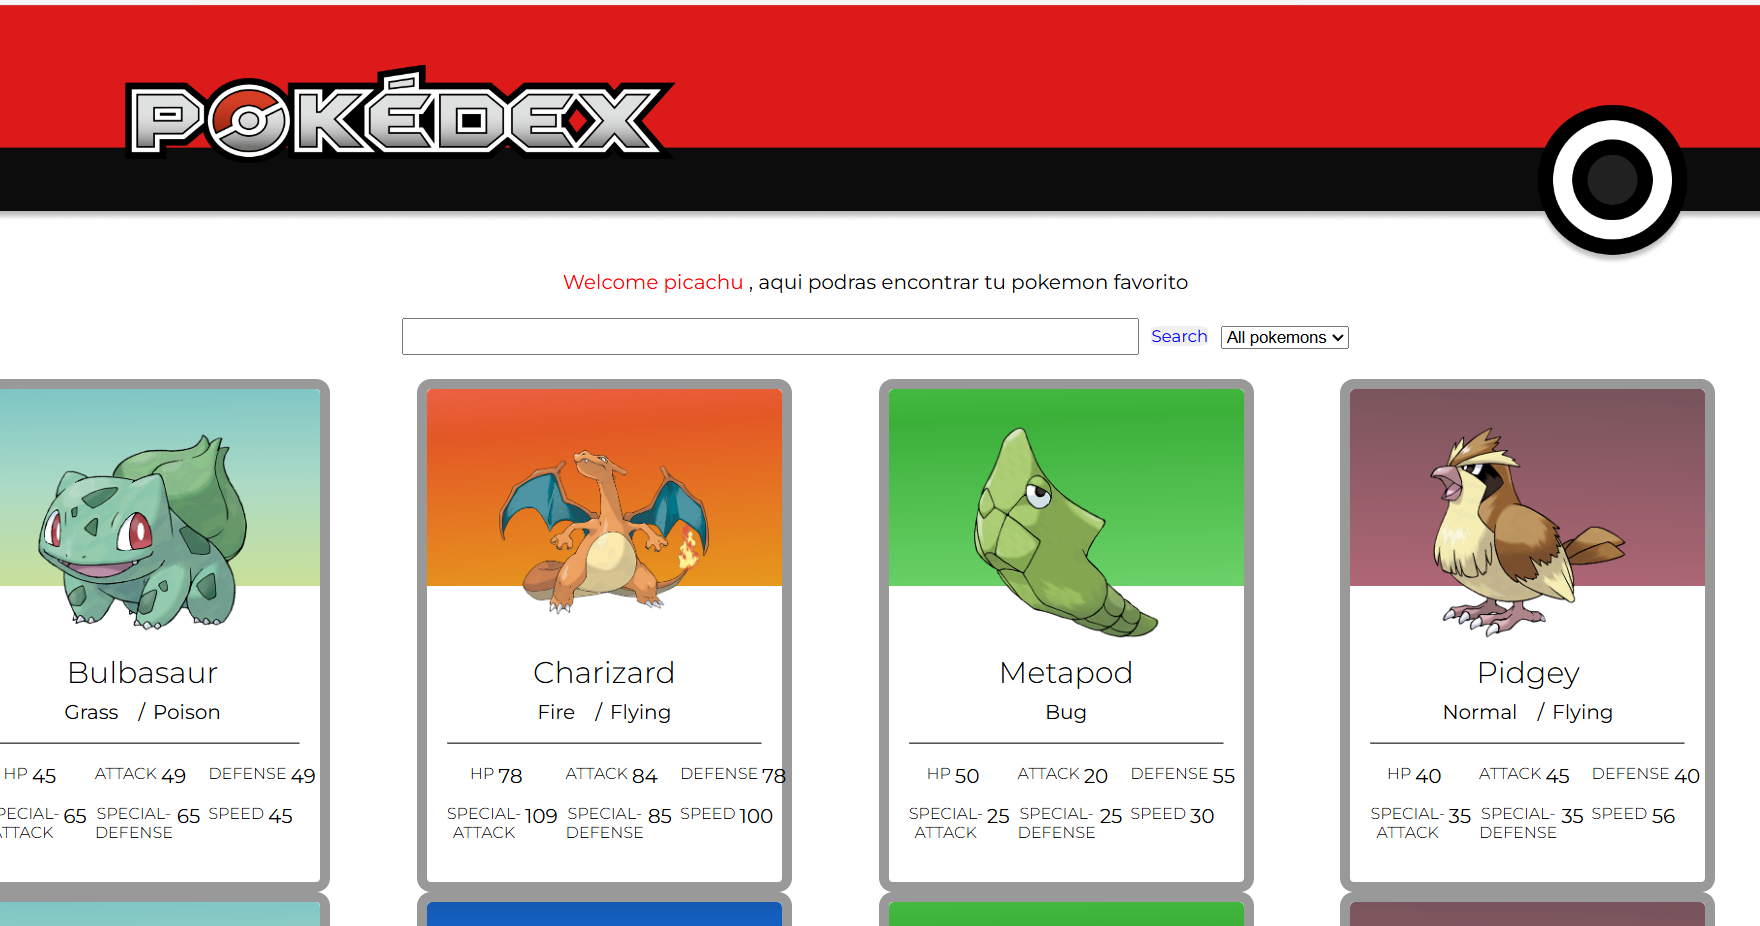 POKÉDEX
Welcome picachu , aqui podras encontrar tu pokemon favorito
Search All pokemons
Bulbasaur
Grass / Poison
HP 45 ATTACK 49 DEFENSE 49
PECIAL-ATTACK 65 SPECIAL-DEFENSE 65 SPEED 45
Charizard
Fire / Flying
HP 78 ATTACK 84 DEFENSE 78
SPECIAL-ATTACK 109 SPECIAL-DEFENSE 85 SPEED 100
Metapod
Bug
HP 50 ATTACK 20 DEFENSE 55
SPECIAL-ATTACK 25 SPECIAL-DEFENSE 25 SPEED 30
Pidgey
Normal / Flying
HP 40 ATTACK 45 DEFENSE 40
SPECIAL-ATTACK 35 SPECIAL-DEFENSE 35 SPEED 56